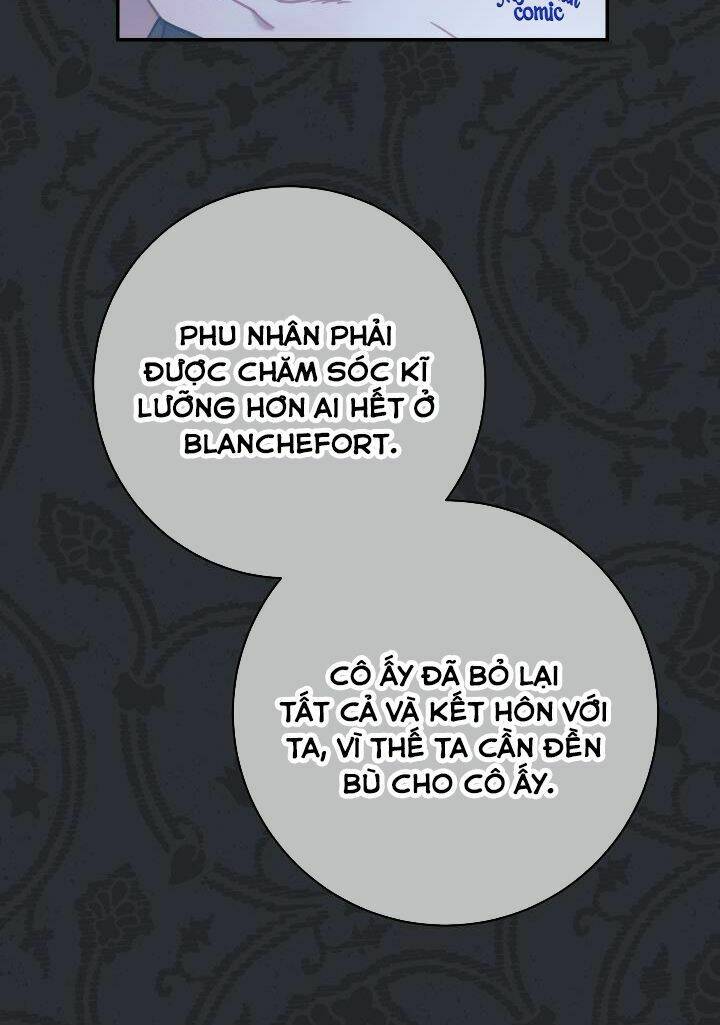 comic
PHU NHÂN PHẢI
ĐƯỢC CHĂM SÓC KĨ
LƯỠNG HƠN AI HẾT Ở
BLANCHEFORT.
CÔ ẤY ĐÃ BỎ LẠI
TẤT CẢ VÀ KẾT HÔN VỚI
TA, VÌ THẾ TA CẦN ĐỀN
BÙ CHO CÔ ẤY.